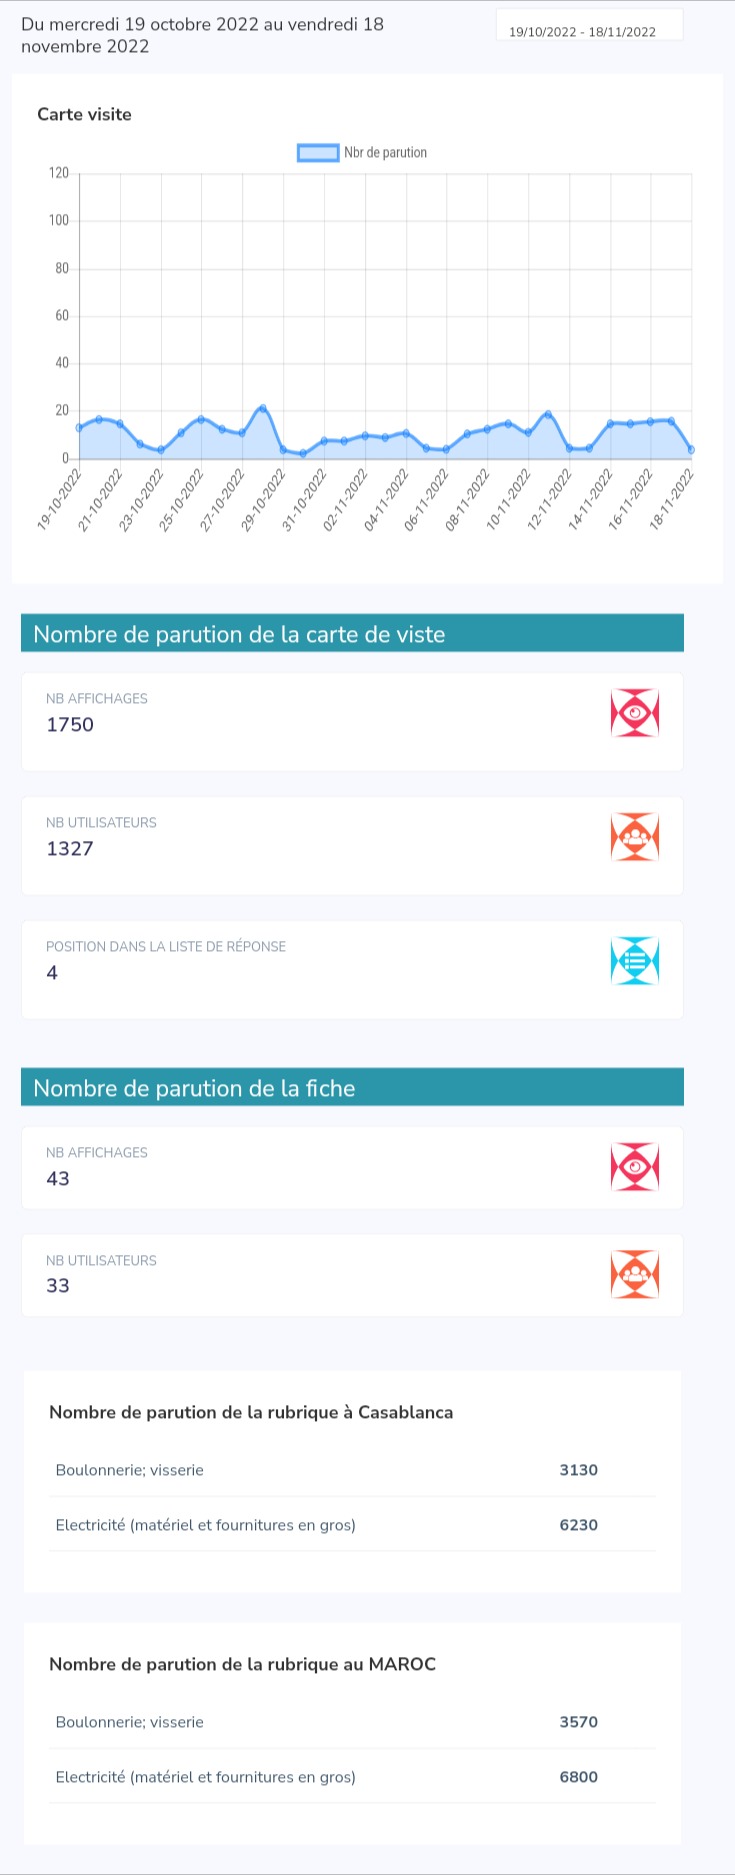 Du mercredi 19 octobre 2022 au vendredi 18
novembre 2022
19/10/2022 - 18/11/2022
Carte visite
Nbr de parution
120
100
80
60
40
20
0
19-10-2022
21-10-2022
23-10-2022
25-10-2022
27-10-2022
29-10-2022
31-10-2022
02-11-2022
04-11-2022
06-11-2022
08-11-2022
10-11-2022
12-11-2022
14-11-2022
16-11-2022
18-11-2022
Nombre de parution de la carte de viste
NB AFFICHAGES
1750
NB UTILISATEURS
1327
POSITION DANS LA LISTE DE RÉPONSE
4
Nombre de parution de la fiche
NB AFFICHAGES
43
NB UTILISATEURS
33
Nombre de parution de la rubrique à Casablanca
Boulonnerie; visserie 3130
Electricité (matériel et fournitures en gros) 6230
Nombre de parution de la rubrique au MAROC
Boulonnerie; visserie 3570
Electricité (matériel et fournitures en gros) 6800